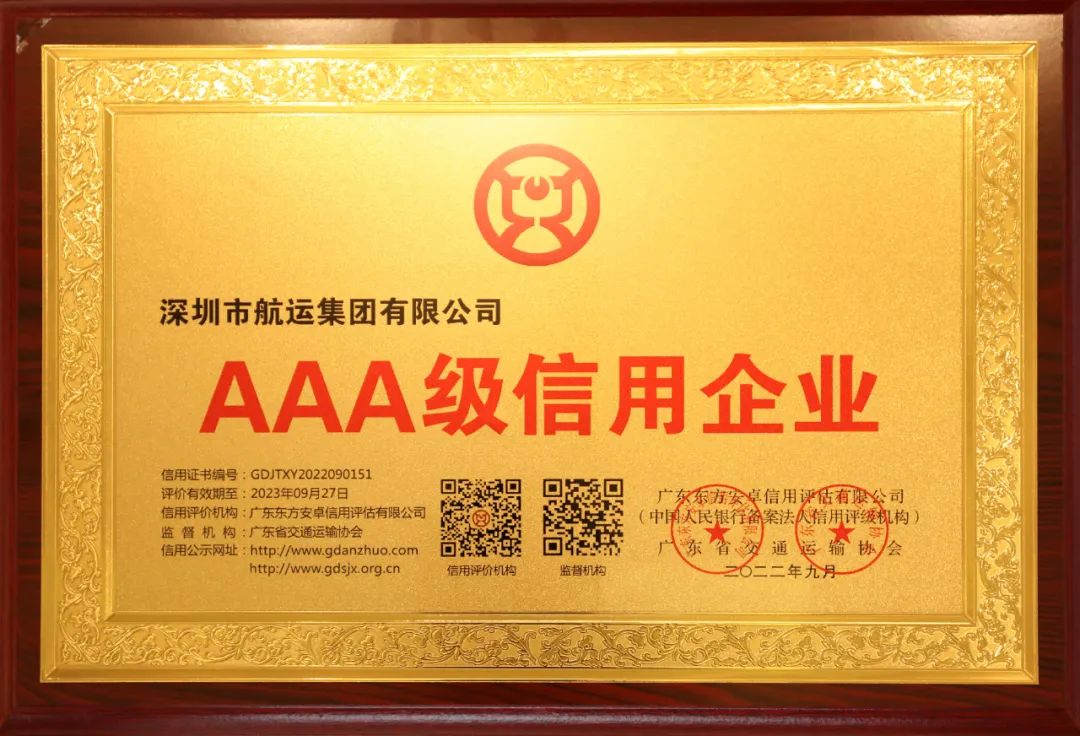 深圳市航运集团有限公司
AAA级信用企业
信用证书编号：GDJTXY2022090151
评价有效期至：2023年09月27日
信用评价机构：广东东方安卓信用评估有限公司
监督机构：广东省交通运输协会
信用公示网址：http://www.gdanzhuo.com
http://www.gdsjx.org.cn
信用评价机构
监督机构
广东东方安卓信用评估有限公司
（中国人民银行备案法人信用评级机构）
广东省交通运输协会
二〇二二年九月